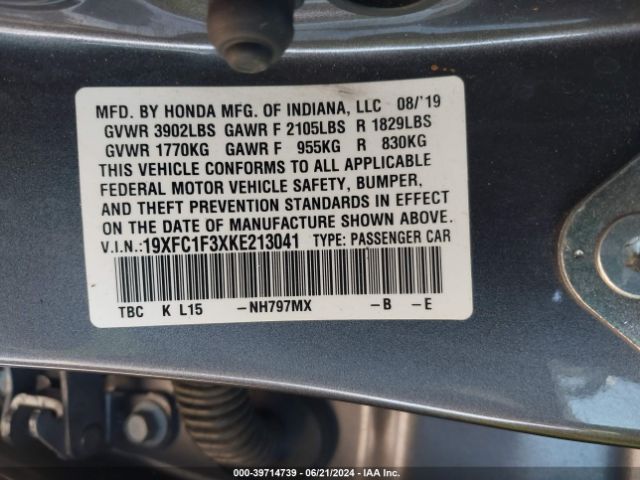 MFD. BY HONDA MFG. OF INDIANA, LLC 08/'19
GVWR 3902LBS GAWR F 2105LBS R 1829LBS
GVWR 1770KG GAWR F 955KG R 830KG
THIS VEHICLE CONFORMS TO ALL APPLICABLE
FEDERAL MOTOR VEHICLE SAFETY, BUMPER,
AND THEFT PREVENTION STANDARDS IN EFFECT
ON THE DATE OF MANUFACTURE SHOWN ABOVE.
V.I.N.:19XFC1F3XKE213041 TYPE: PASSENGER CAR
TBC K L15 -NH797MX -B -E
000-39714739 - 06/21/2024 - IAA Inc.